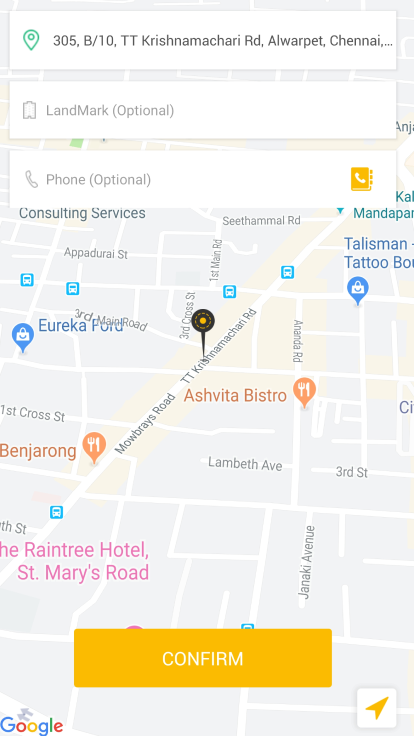 305, B/10, TT Krishnamachari Rd, Alwarpet, Chennai,...
LandMark (Optional)
Anja
Phone (Optional)
Kal
Mandapam
Consulting Services
Seethammal Rd
1st Main Rd
Appadurai St
Talisman -
Tattoo Bou
3rd Cross St
3rd Main Road
Eureka Ford
TT Krishnamachari Rd
Ananda Rd
Ashvita Bistro
Cit
1st Cross St
Mowbrays Road
Benjarong
Lambeth Ave
3rd St
th St
he Raintree Hotel,
St. Mary's Road
Janaki Avenue
CONFIRM
Google